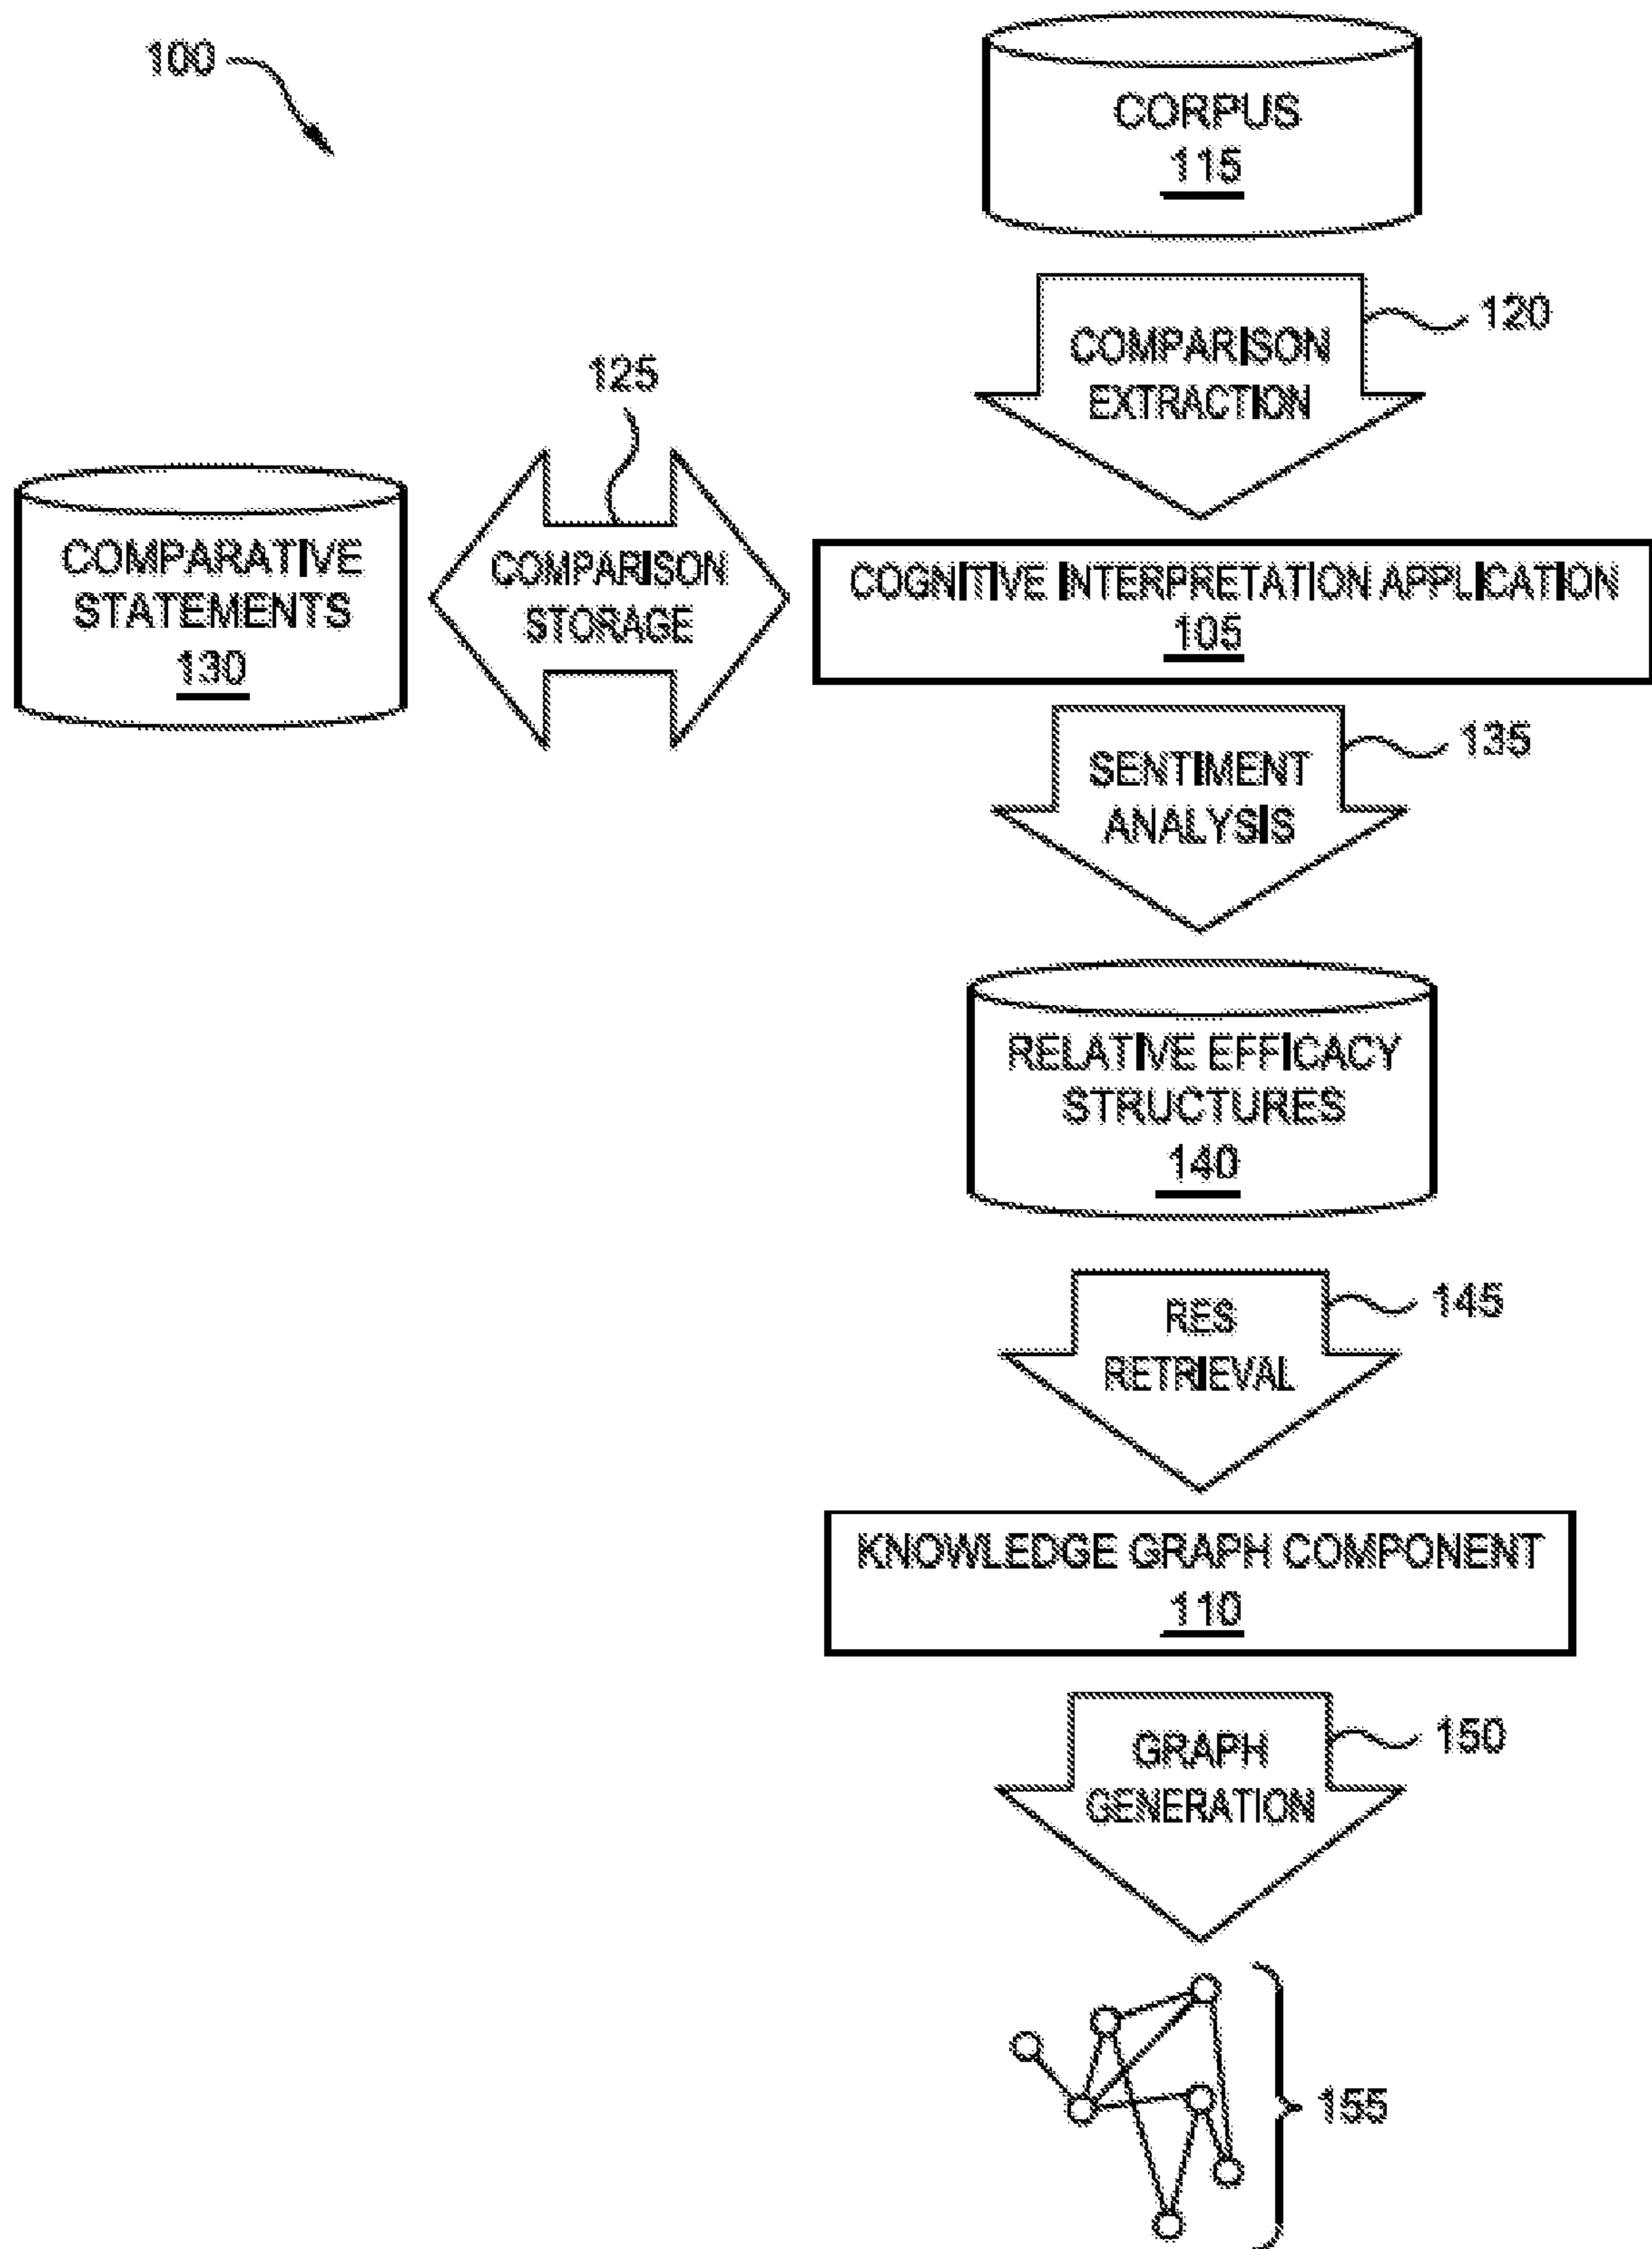 100
CORPUS
115
120
COMPARISON
EXTRACTION
125
COMPARATIVE
STATEMENTS
130
COMPARISON
STORAGE
COGNITIVE INTERPRETATION APPLICATION
105
135
SENTIMENT
ANALYSIS
RELATIVE EFFICACY
STRUCTURES
140
145
RES
RETRIEVAL
KNOWLEDGE GRAPH COMPONENT
110
150
GRAPH
GENERATION
155